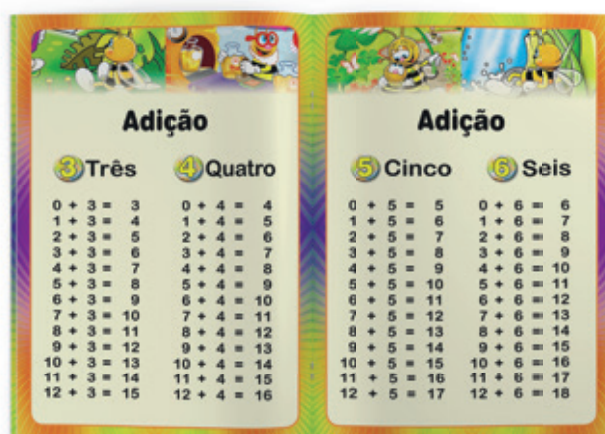 Adição
3 Três
0 + 3 = 3
1 + 3 = 4
2 + 3 = 5
3 + 3 = 6
4 + 3 = 7
5 + 3 = 8
6 + 3 = 9
7 + 3 = 10
8 + 3 = 11
9 + 3 = 12
10 + 3 = 13
11 + 3 = 14
12 + 3 = 15
4 Quatro
0 + 4 = 4
1 + 4 = 5
2 + 4 = 6
3 + 4 = 7
4 + 4 = 8
5 + 4 = 9
6 + 4 = 10
7 + 4 = 11
8 + 4 = 12
9 + 4 = 13
10 + 4 = 14
11 + 4 = 15
12 + 4 = 16
Adição
5 Cinco
0 + 5 = 5
1 + 5 = 6
2 + 5 = 7
3 + 5 = 8
4 + 5 = 9
5 + 5 = 10
6 + 5 = 11
7 + 5 = 12
8 + 5 = 13
9 + 5 = 14
10 + 5 = 15
11 + 5 = 16
12 + 5 = 17
6 Seis
0 + 6 = 6
1 + 6 = 7
2 + 6 = 8
3 + 6 = 9
4 + 6 = 10
5 + 6 = 11
6 + 6 = 12
7 + 6 = 13
8 + 6 = 14
9 + 6 = 15
10 + 6 = 16
11 + 6 = 17
12 + 6 = 18